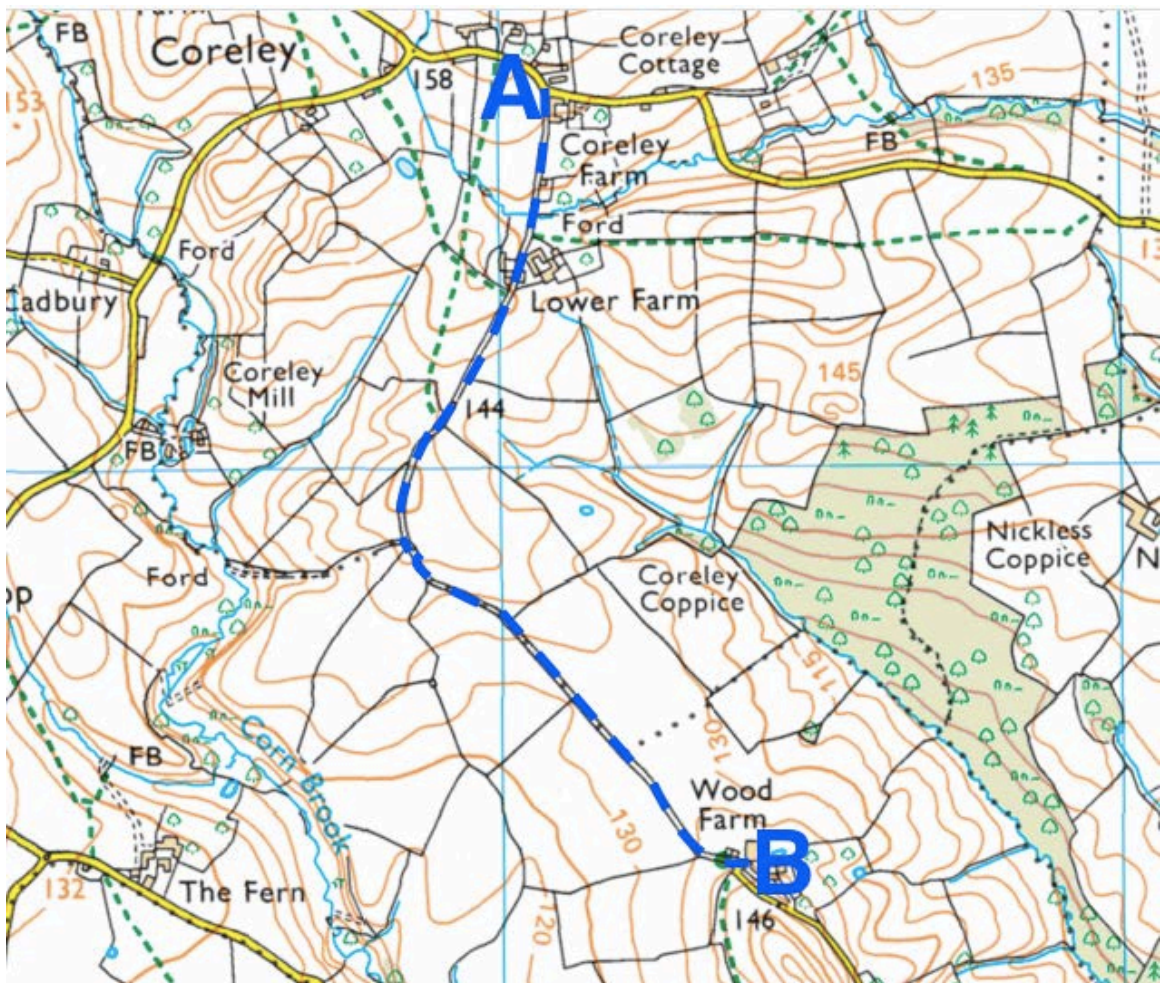 FB
Coreley
Coreley
Cottage
158
A
135
153
Coreley
Farm
FB
Ford
Ford
Cadbury
Lower Farm
145
Coreley
Mill
144
FB
Nickless
Coppice
N
Ford
Coreley
Coppice
op
115
130
Corn Brook
FB
Wood
Farm
130
B
132
The Fern
146
120